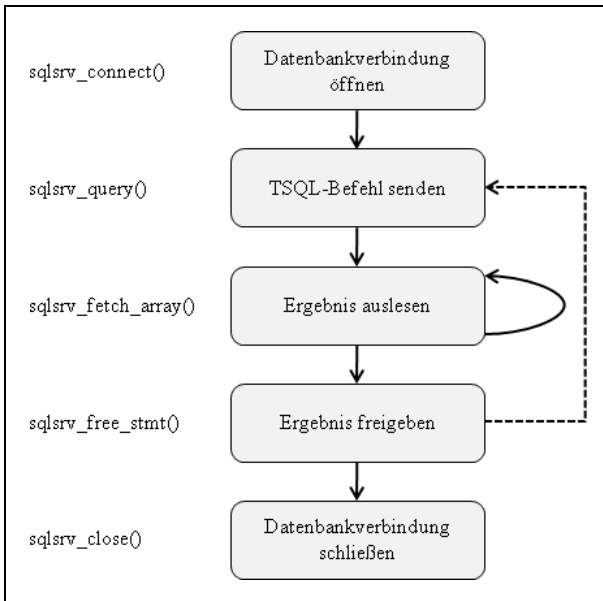 sqlsrv_connect()
Datenbankverbindung
öffnen
sqlsrv_query()
TSQL-Befehl senden
sqlsrv_fetch_array()
Ergebnis auslesen
sqlsrv_free_stmt()
Ergebnis freigeben
sqlsrv_close()
Datenbankverbindung
schließen